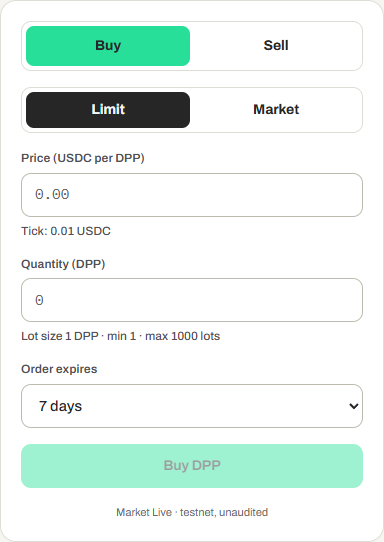 Buy Sell
Limit Market
Price (USDC per DPP)
0.00
Tick: 0.01 USDC
Quantity (DPP)
0
Lot size 1 DPP · min 1 · max 1000 lots
Order expires
7 days
Buy DPP
Market Live · testnet, unaudited